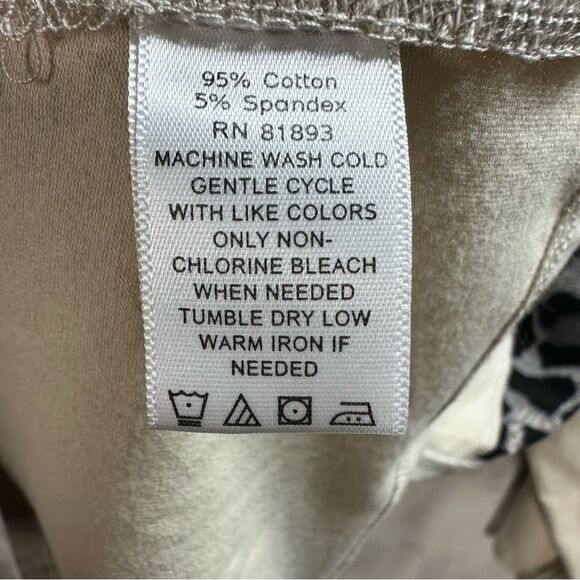 95% Cotton
5% Spandex
RN 81893
MACHINE WASH COLD
GENTLE CYCLE
WITH LIKE COLORS
ONLY NON-
CHLORINE BLEACH
WHEN NEEDED
TUMBLE DRY LOW
WARM IRON IF
NEEDED